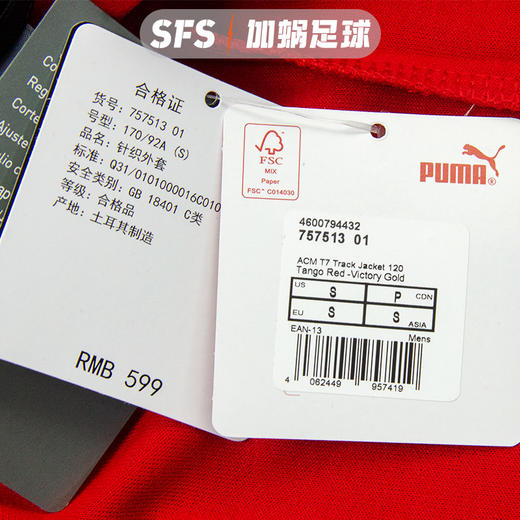 SFS 加蜗足球
合格证
货号: 757513 01
号型: 170/92A (S)
品名: 针织外套
标准: Q31/0101000016C010
安全类别: GB 18401 C类
等级: 合格品
产地: 土耳其制造
RMB 599
FSC
MIX
Paper
FSC™ C014030
PUMA®
4600794432
757513 01
ACM T7 Track Jacket 120
Tango Red -Victory Gold
US S P CDN
EU S S ASIA
EAN-13 Mens
4 062449 957419